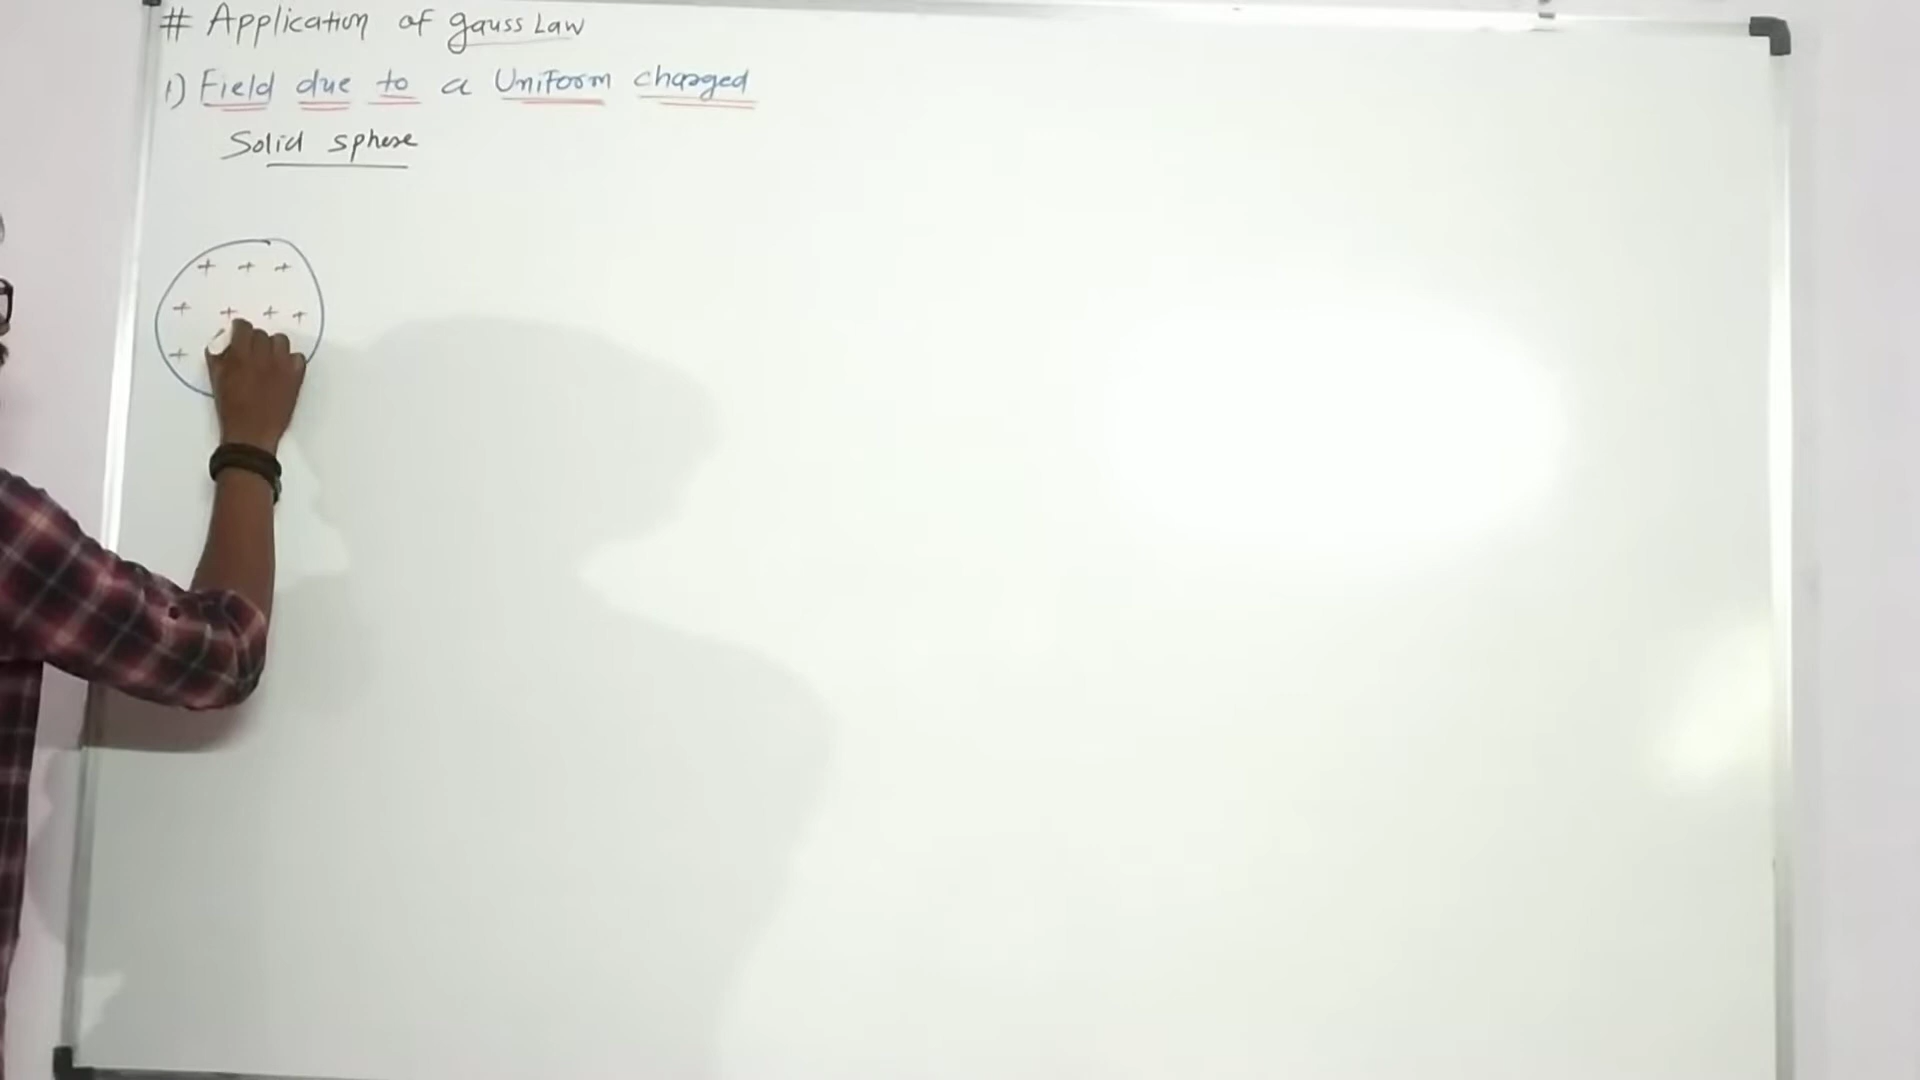 # Application of gauss Law
1) Field due to a Uniform charged
Solid sphere
+ + +
+ + + +
+